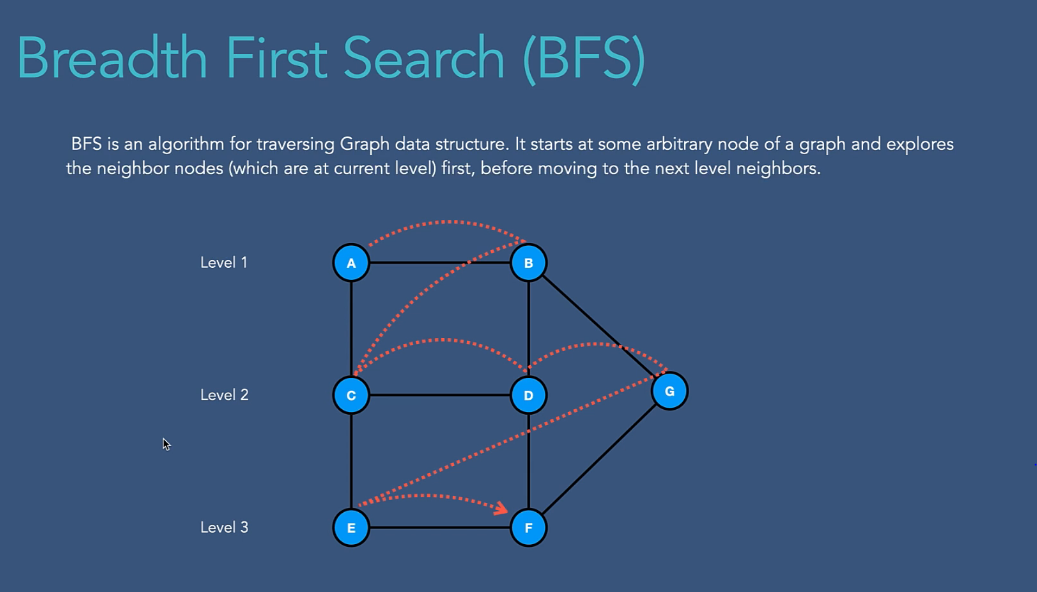 Breadth First Search (BFS)
BFS is an algorithm for traversing Graph data structure. It starts at some arbitrary node of a graph and explores
the neighbor nodes (which are at current level) first, before moving to the next level neighbors.
Level 1
A
B
Level 2
C
D
G
Level 3
E
F